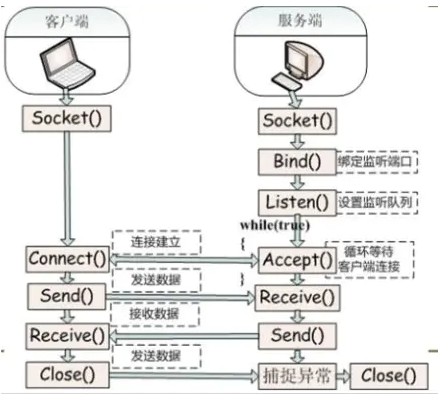 客户端
服务端
Socket()
Socket()
Bind()
绑定监听端口
Listen()
设置监听队列
while(true)
{
连接建立
Connect()
Accept()
循环等待
客户端连接
发送数据
}
Send()
Receive()
接收数据
Receive()
Send()
发送数据
Close()
捕捉异常
Close()